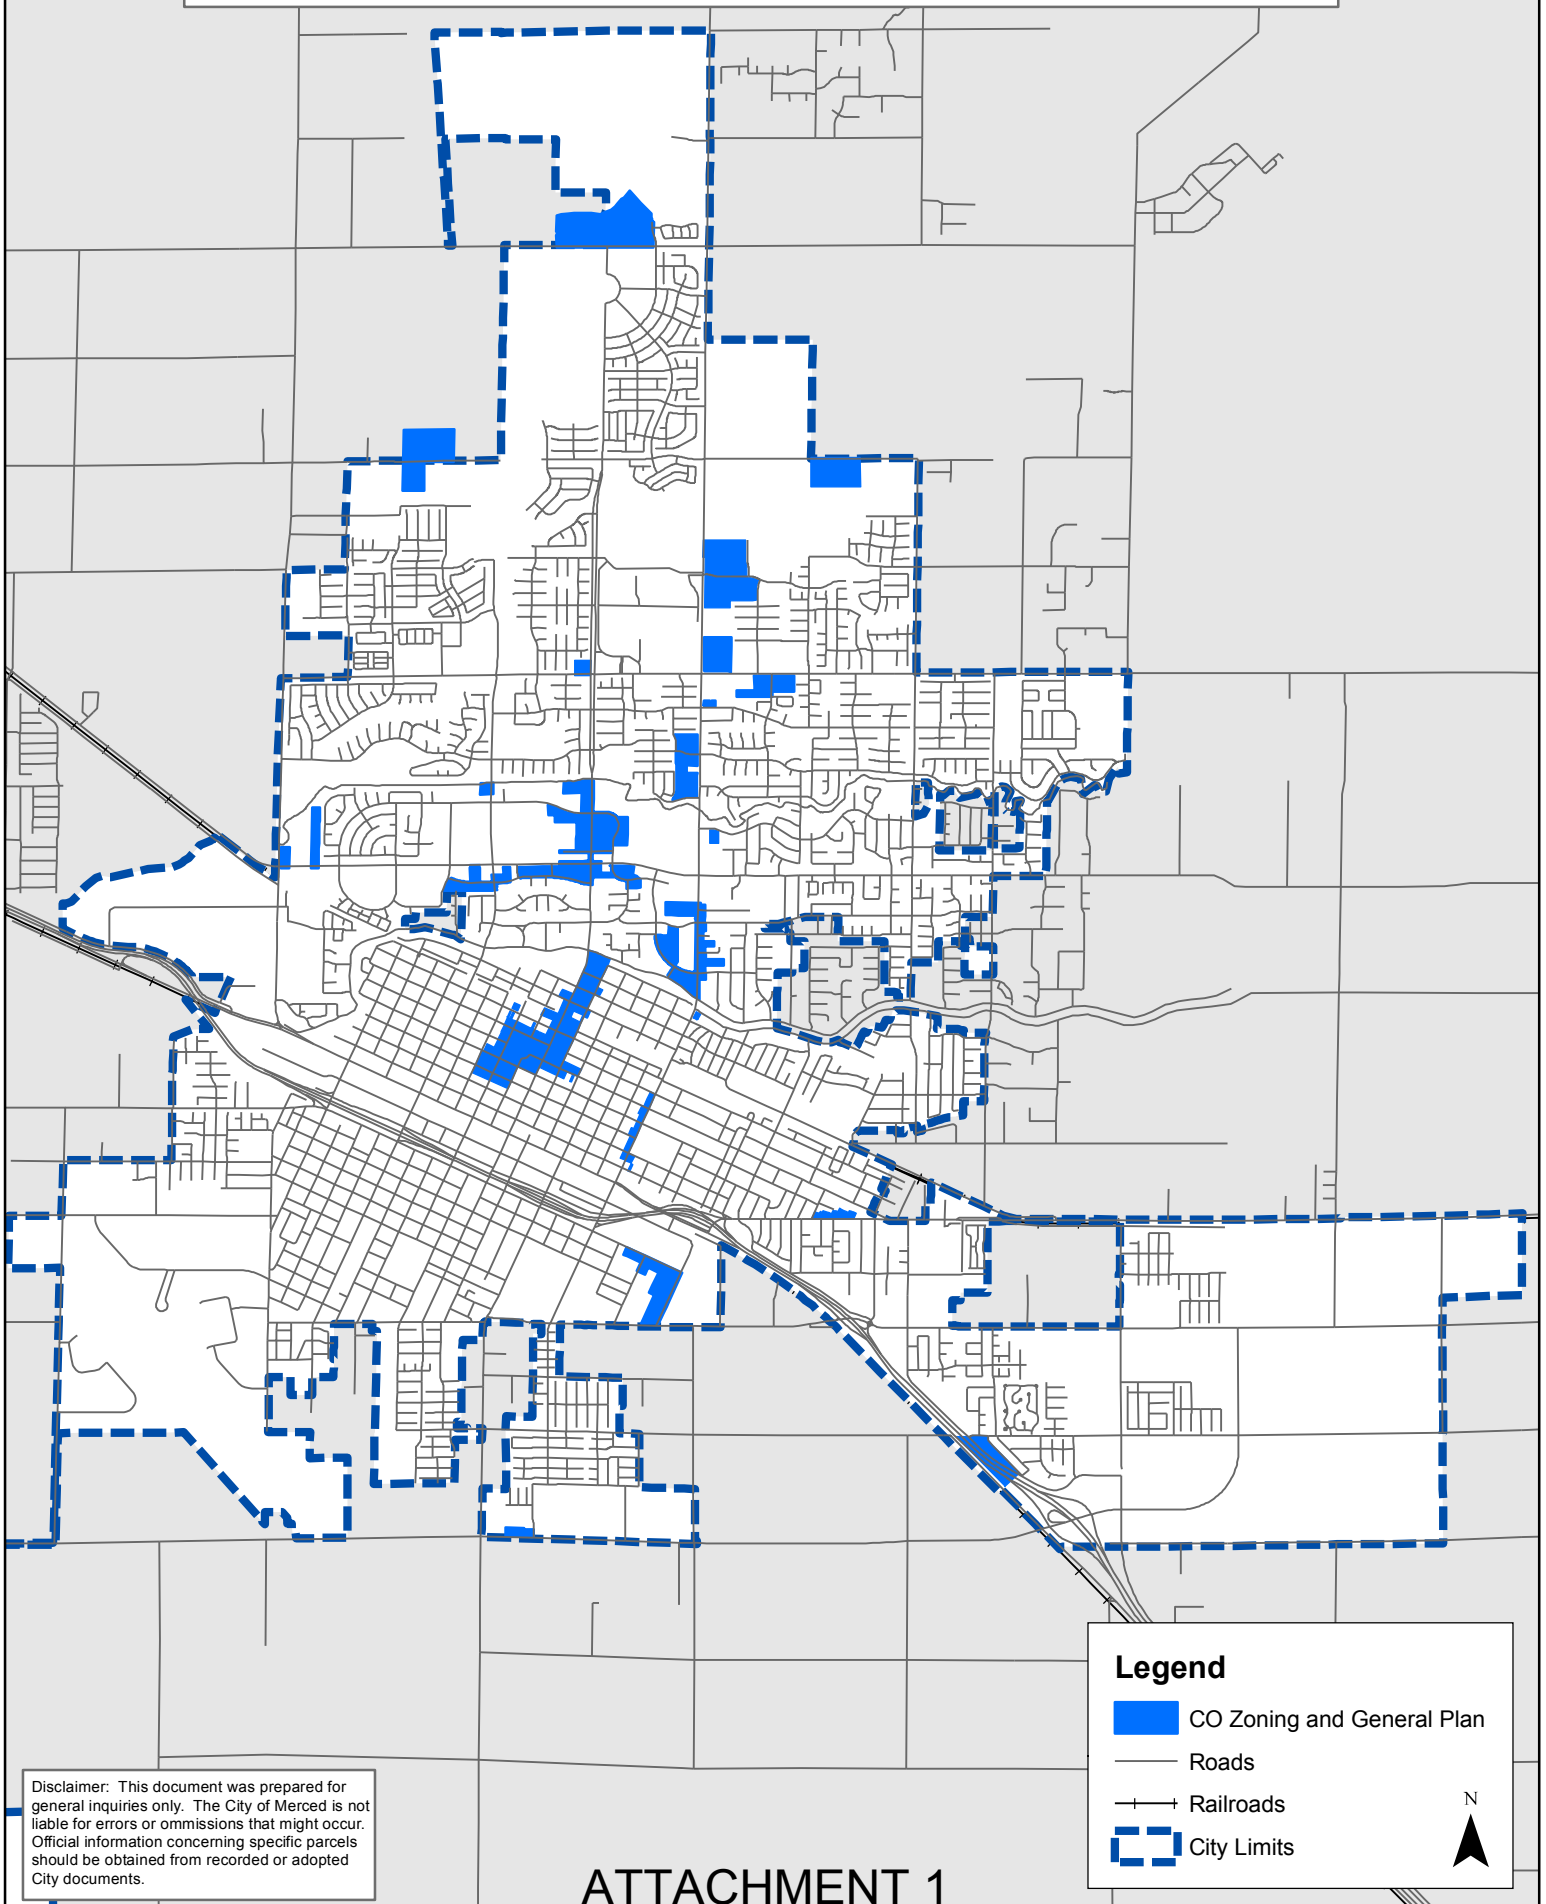 Legend
CO Zoning and General Plan
Roads
Railroads
City Limits
N
Disclaimer: This document was prepared for
general inquiries only. The City of Merced is not
liable for errors or ommissions that might occur.
Official information concerning specific parcels
should be obtained from recorded or adopted
City documents.
ATTACHMENT 1